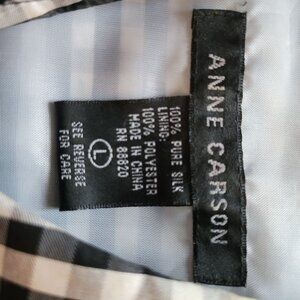 ANNE CARSON
100% PURE SILK
LINING:
100% POLYESTER
MADE IN CHINA
RN 88820
L
SEE REVERSE
FOR CARE